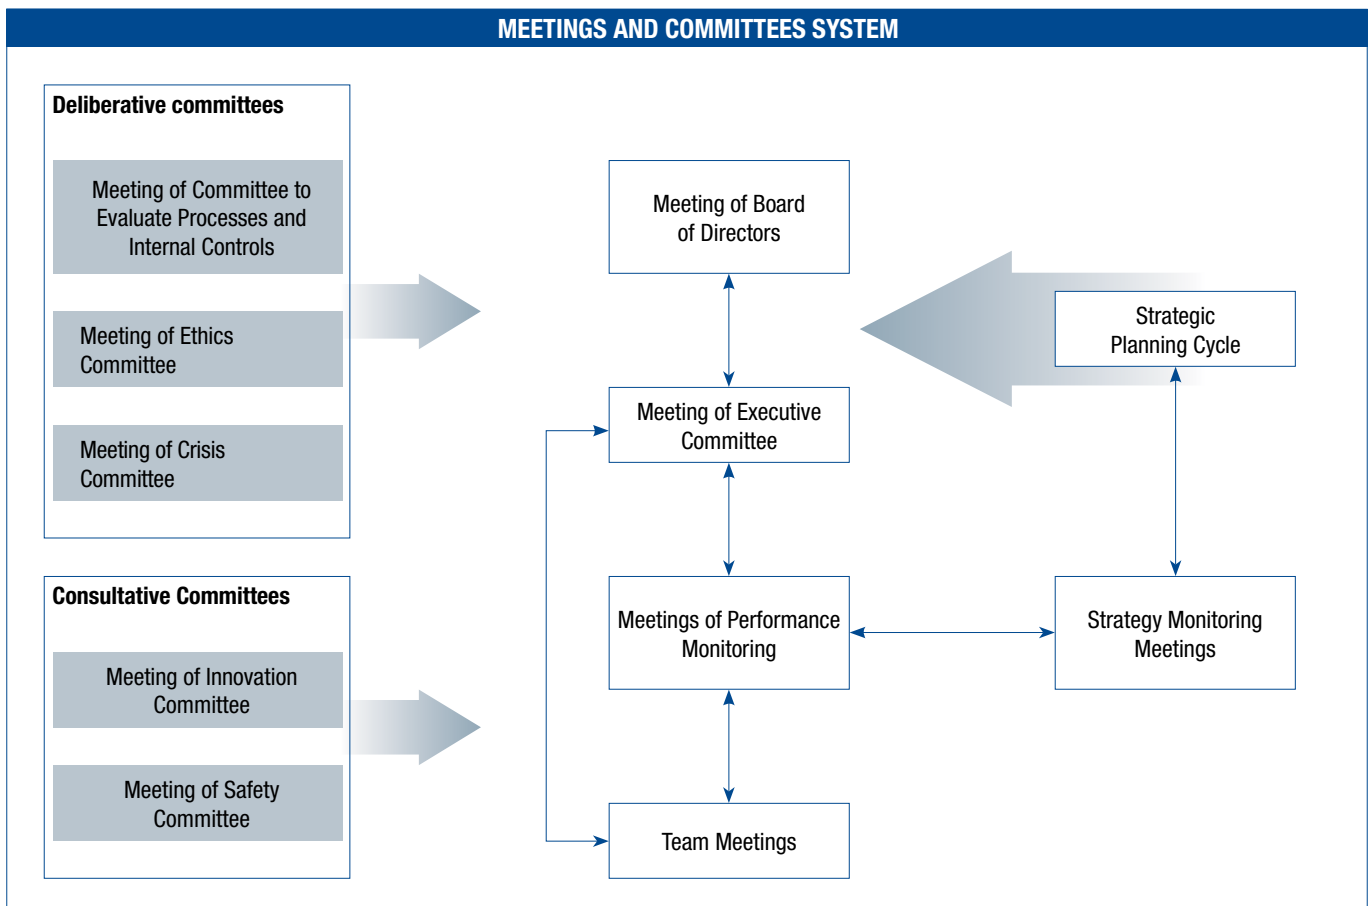 MEETINGS AND COMMITTEES SYSTEM
Deliberative committees
Meeting of Committee to
Evaluate Processes and
Internal Controls
Meeting of Ethics
Committee
Meeting of Crisis
Committee
Consultative Committees
Meeting of Innovation
Committee
Meeting of Safety
Committee
Meeting of Board
of Directors
Meeting of Executive
Committee
Meetings of Performance
Monitoring
Team Meetings
Strategic
Planning Cycle
Strategy Monitoring
Meetings